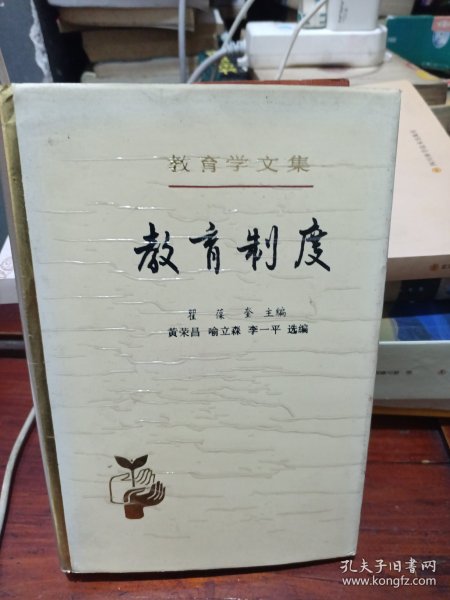 教育学文集
教育制度
瞿葆奎 主编
黄荣昌 喻立森 李一平 选编
孔夫子旧书网
www.kongfz.com